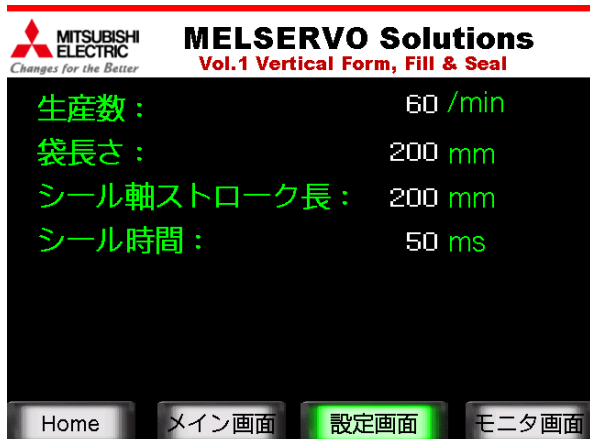 MITSUBISHI
ELECTRIC
Changes for the Better
MELSERVO Solutions
Vol.1 Vertical Form, Fill & Seal
生産数： 60 /min
袋長さ： 200 mm
シール軸ストローク長： 200 mm
シール時間： 50 ms
Home メイン画面 設定画面 モニタ画面